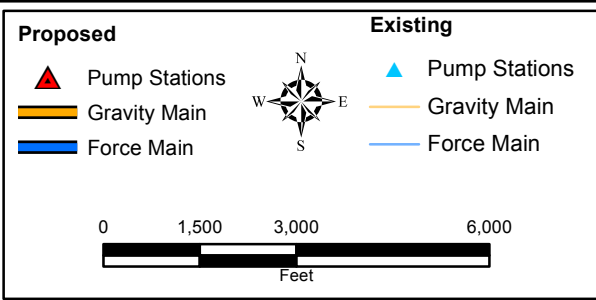 Proposed
Pump Stations
Gravity Main
Force Main
N
W E
S
Existing
Pump Stations
Gravity Main
Force Main
0 1,500 3,000 6,000
Feet